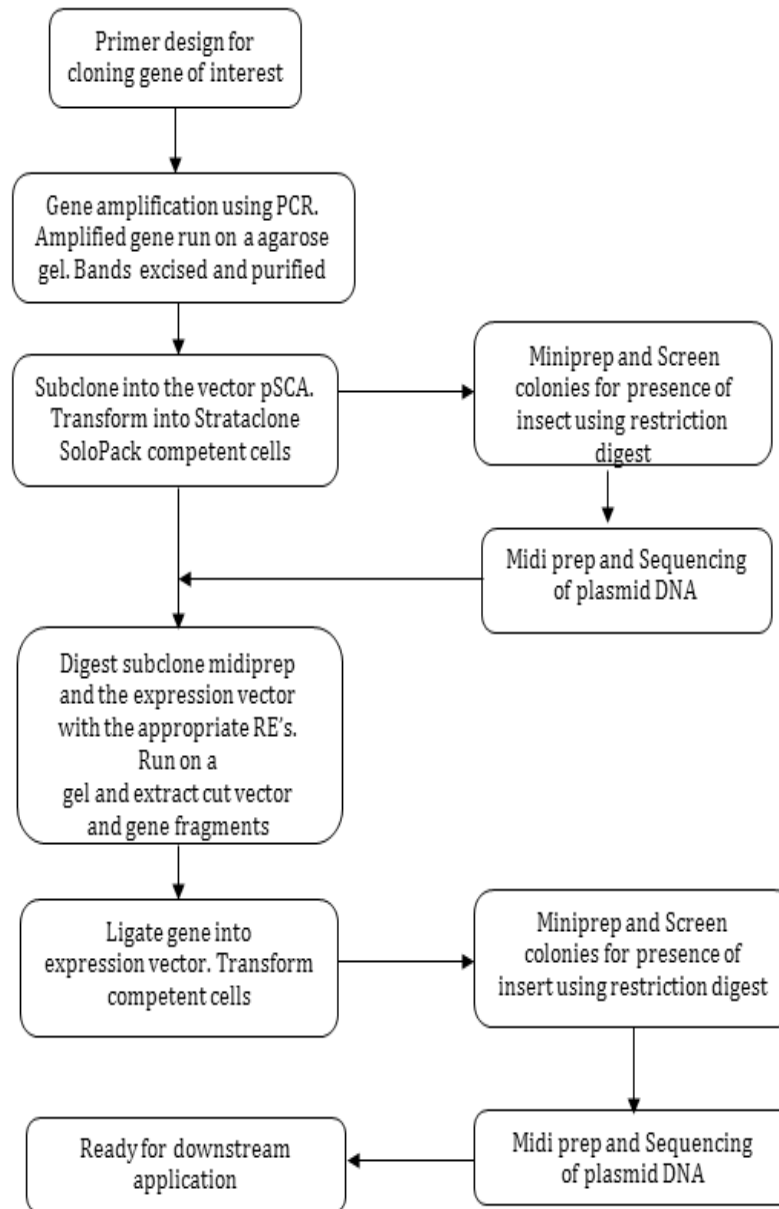 Primer design for
cloning gene of interest
Gene amplification using PCR.
Amplified gene run on a agarose
gel. Bands excised and purified
Subclone into the vector pSCA.
Transform into Strataclone
SoloPack competent cells
Miniprep and Screen
colonies for presence of
insect using restriction
digest
Midi prep and Sequencing
of plasmid DNA
Digest subclone midiprep
and the expression vector
with the appropriate RE's.
Run on a
gel and extract cut vector
and gene fragments
Ligate gene into
expression vector. Transform
competent cells
Miniprep and Screen
colonies for presence of
insert using restriction digest
Midi prep and Sequencing
of plasmid DNA
Ready for downstream
application